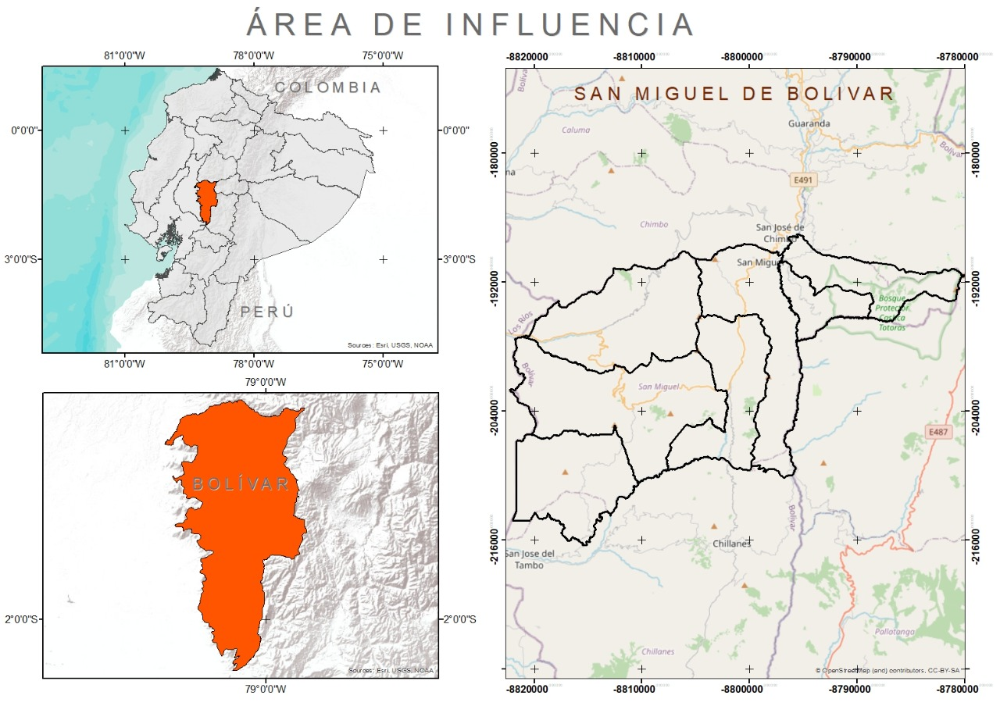 ÁREA DE INFLUENCIA
81°0'0"W 78°0'0"W 75°0'0"W
COLOMBIA
0°0'0" 0°0'0"
3°0'0"S 3°0'0"S
PERÚ
Sources: Esri, USGS, NOAA
81°0'0"W 78°0'0"W 75°0'0"W
79°0'0"W
BOLÍVAR
2°0'0"S 2°0'0"S
Sources: Esri, USGS, NOAA
79°0'0"W
-8820000 -8810000 -8800000 -8790000 -8780000
SAN MIGUEL DE BOLIVAR
Bolívar
Guaranda
Caluma
Bolívar
-180000 -180000
na
E491
Chimbo
San José de
Chimbo
San Miguel
-192000 -192000
Bosque
Protector
Cashca
Totoras
Los Ríos
Bolívar
San Miguel
-204000 -204000
E487
Bolívar
-216000 -216000
Chillanes
San Jose del
Tambo
Pallatanga
Chillanes
© OpenStreetMap (and) contributors, CC-BY-SA
-8820000 -8810000 -8800000 -8790000 -8780000